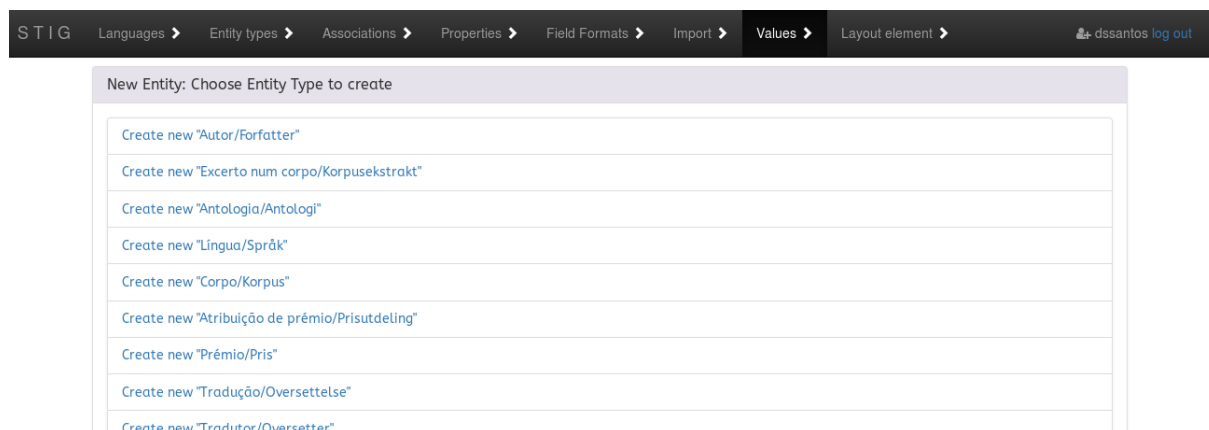 STIG Languages Entity types Associations Properties Field Formats Import Values Layout element dssantos log out
New Entity: Choose Entity Type to create
Create new "Autor/Forfatter"
Create new "Excerto num corpo/Korpusekstrakt"
Create new "Antologia/Antologi"
Create new "Língua/Språk"
Create new "Corpo/Korpus"
Create new "Atribuição de prémio/Prisutdeling"
Create new "Prémio/Pris"
Create new "Tradução/Oversettelse"
Create new "Tradutor/Oversetter"